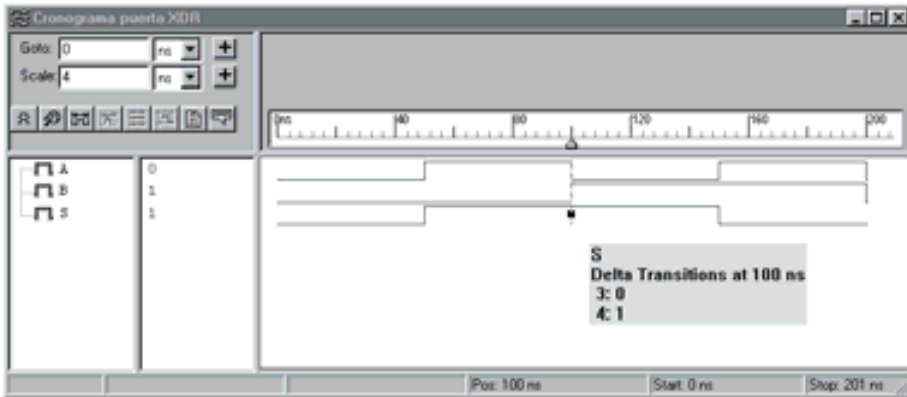 Cronograma puerta XOR
Goto: 0 ns
Scale: 4 ns
ns 40 80 120 160 200
A 0
B 1
S 1
S
Delta Transitions at 100 ns
3: 0
4: 1
Pos: 100 ns Start: 0 ns Stop: 201 ns